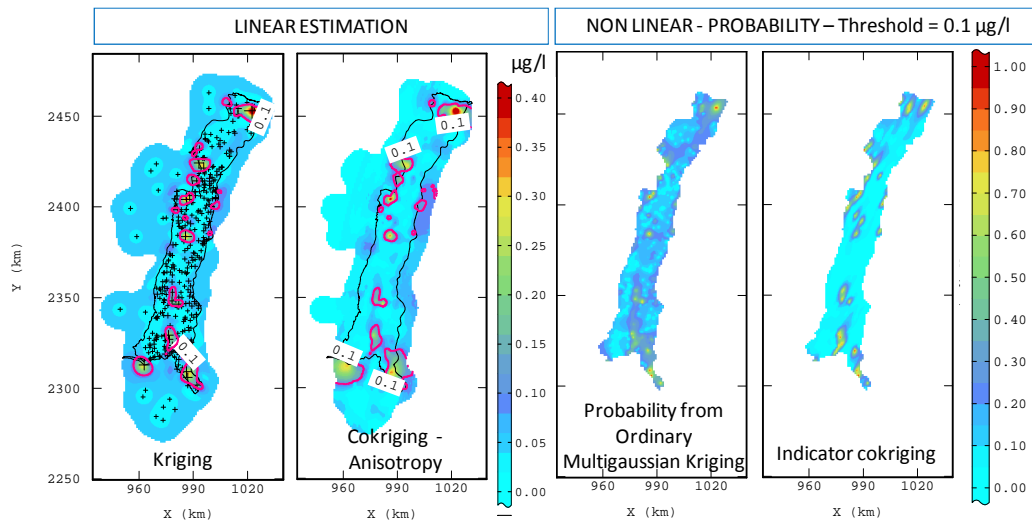 LINEAR ESTIMATION
NON LINEAR - PROBABILITY – Threshold = 0.1 µg/l
µg/l
2450
2400
2350
2300
2250
Y (km)
0.1
0.1
Kriging
960
990
1020
X (km)
0.1
0.1
0.1
0.1
Cokriging -
Anisotropy
960
990
1020
X (km)
0.40
0.35
0.30
0.25
0.20
0.15
0.10
0.05
0.00
Probability from
Ordinary
Multigaussian Kriging
960
990
1020
X (km)
Indicator cokriging
960
990
1020
X (km)
1.00
0.90
0.80
0.70
0.60
0.50
0.40
0.30
0.20
0.10
0.00